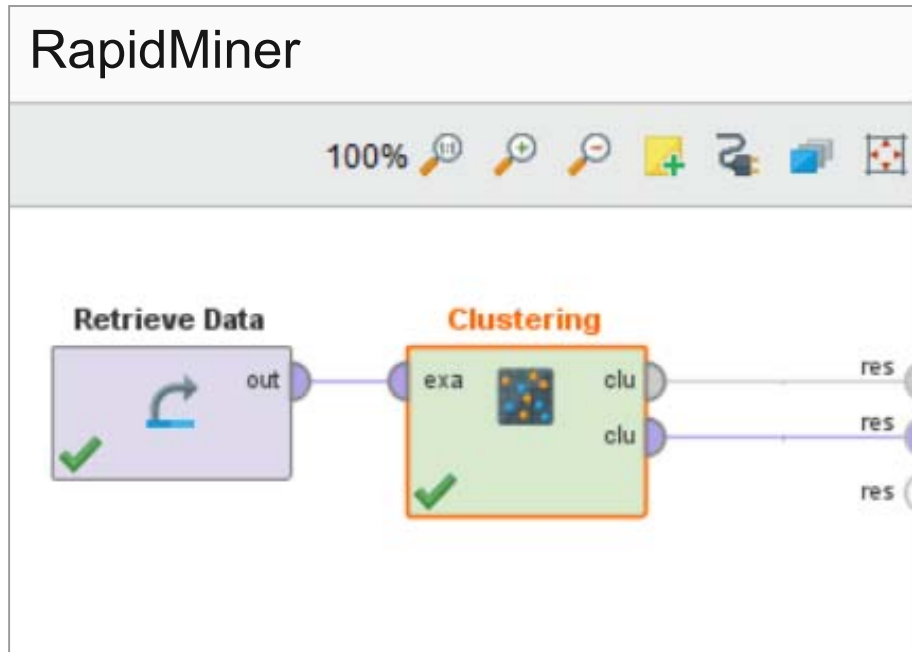 RapidMiner
100%
Retrieve Data
Clustering
out
exa
clu
res
clu
res
res